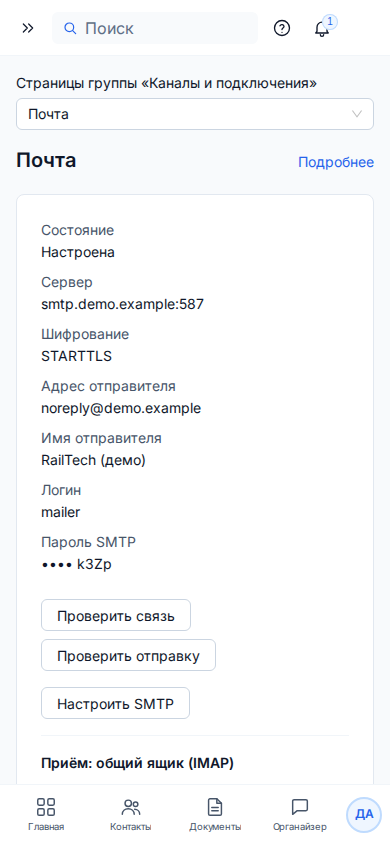 Поиск
1
Страницы группы «Каналы и подключения»
Почта
Почта
Подробнее
Состояние
Настроена
Сервер
smtp.demo.example:587
Шифрование
STARTTLS
Адрес отправителя
noreply@demo.example
Имя отправителя
RailTech (демо)
Логин
mailer
Пароль SMTP
•••• k3Zp
Проверить связь
Проверить отправку
Настроить SMTP
Приём: общий ящик (IMAP)
Главная
Контакты
Документы
Органайзер
ДА